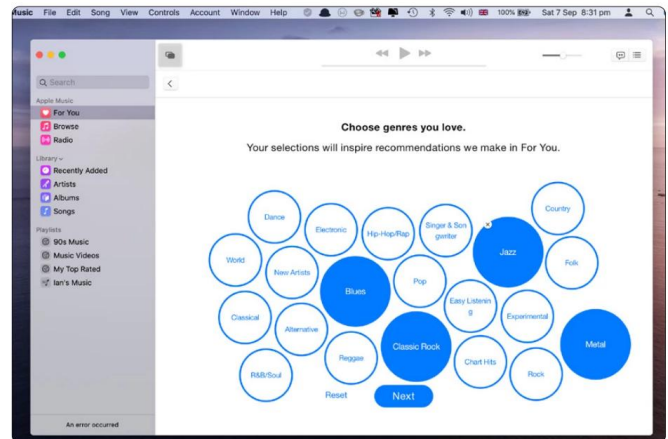 Music File Edit Song View Controls Account Window Help 100% Sat 7 Sep 8:31 pm
Search
Apple Music
For You
Browse
Radio
Library
Recently Added
Artists
Albums
Songs
Playlists
90s Music
Music Videos
My Top Rated
Ian's Music
An error occurred
Choose genres you love.
Your selections will inspire recommendations we make in For You.
Country
Dance
Electronic
Hip-Hop/Rap
Singer & Son
gwriter
Jazz
World
New Artists
Folk
Pop
Blues
Easy Listenin
g
Classical
Alternative
Experimental
Classic Rock
Metal
Reggae
Chart Hits
R&B/Soul
Rock
Reset
Next